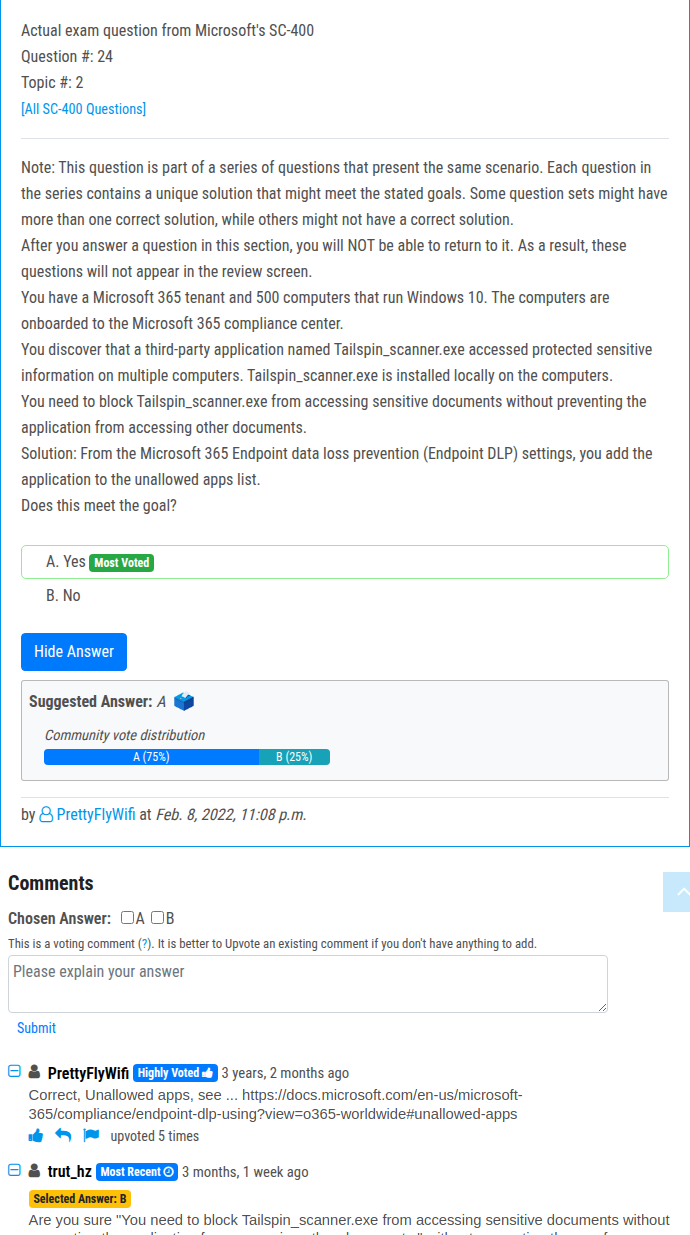 Actual exam question from Microsoft's SC-400
Question #: 24
Topic #: 2
[All SC-400 Questions]
Note: This question is part of a series of questions that present the same scenario. Each question in
the series contains a unique solution that might meet the stated goals. Some question sets might have
more than one correct solution, while others might not have a correct solution.
After you answer a question in this section, you will NOT be able to return to it. As a result, these
questions will not appear in the review screen.
You have a Microsoft 365 tenant and 500 computers that run Windows 10. The computers are
onboarded to the Microsoft 365 compliance center.
You discover that a third-party application named Tailspin_scanner.exe accessed protected sensitive
information on multiple computers. Tailspin_scanner.exe is installed locally on the computers.
You need to block Tailspin_scanner.exe from accessing sensitive documents without preventing the
application from accessing other documents.
Solution: From the Microsoft 365 Endpoint data loss prevention (Endpoint DLP) settings, you add the
application to the unallowed apps list.
Does this meet the goal?
A. Yes Most Voted
B. No
Hide Answer
Suggested Answer: A
Community vote distribution
A (75%) B (25%)
by PrettyFlyWifi at Feb. 8, 2022, 11:08 p.m.
Comments
Chosen Answer: A B
This is a voting comment (?). It is better to Upvote an existing comment if you don't have anything to add.
Please explain your answer
Submit
PrettyFlyWifi Highly Voted 3 years, 2 months ago
Correct, Unallowed apps, see ... https://docs.microsoft.com/en-us/microsoft-
365/compliance/endpoint-dlp-using?view=o365-worldwide#unallowed-apps
upvoted 5 times
trut_hz Most Recent 3 months, 1 week ago
Selected Answer: B
Are you sure "You need to block Tailspin_scanner.exe from accessing sensitive documents without